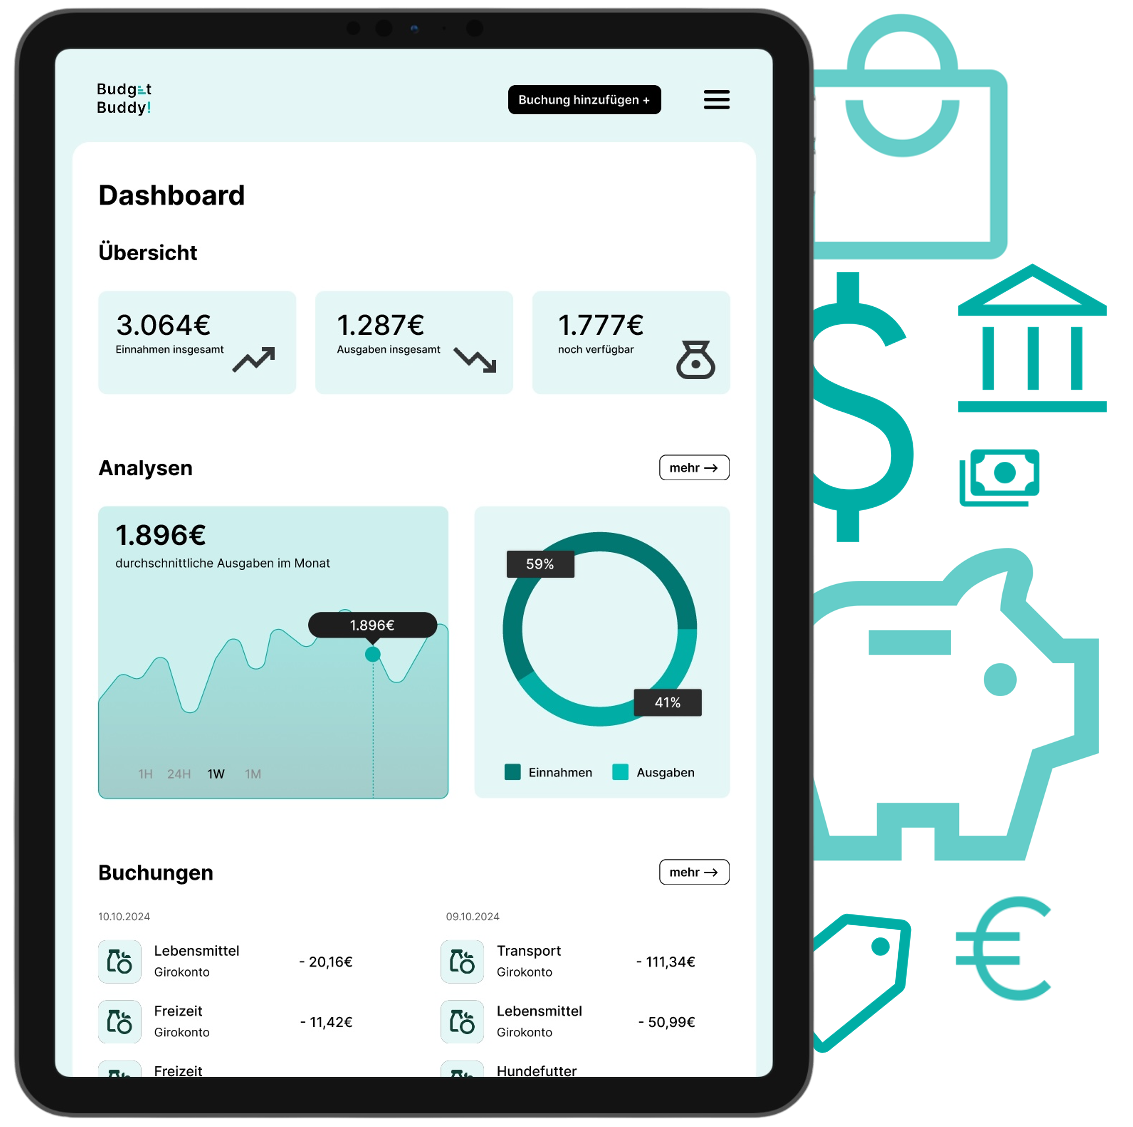 Budget
Buddy!
Buchung hinzufügen +
Dashboard
Übersicht
3.064€
Einnahmen insgesamt
1.287€
Ausgaben insgesamt
1.777€
noch verfügbar
Analysen
mehr →
1.896€
durchschnittliche Ausgaben im Monat
1.896€
1H 24H 1W 1M
59%
41%
Einnahmen Ausgaben
Buchungen
mehr →
10.10.2024
Lebensmittel
Girokonto
- 20,16€
Freizeit
Girokonto
- 11,42€
Freizeit
09.10.2024
Transport
Girokonto
- 111,34€
Lebensmittel
Girokonto
- 50,99€
Hundefutter